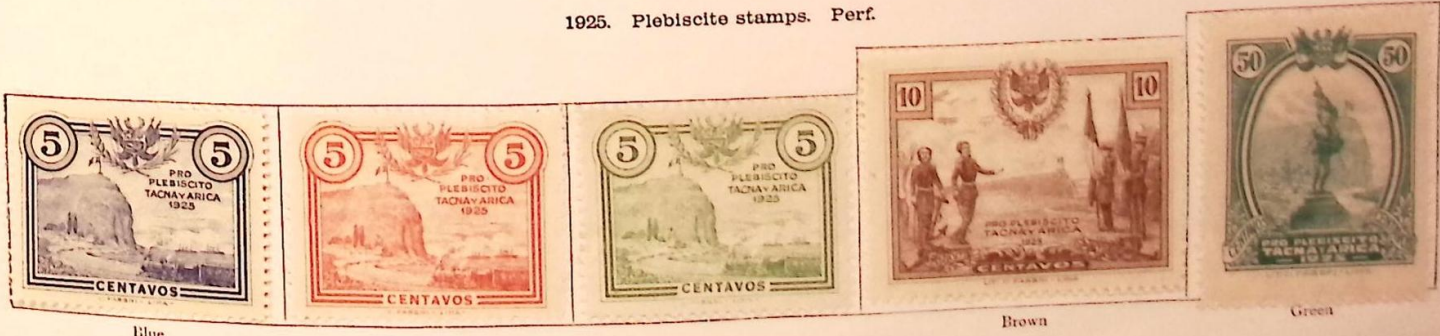 1925. Plebiscite stamps. Perf.
5 5
PRO
PLEBISCITO
TACNA Y ARICA
1925
CENTAVOS
5 5
PRO
PLEBISCITO
TACNA Y ARICA
1925
CENTAVOS
5 5
PRO
PLEBISCITO
TACNA Y ARICA
1925
CENTAVOS
10 10
PRO PLEBISCITO
TACNA Y ARICA
1925
CENTAVOS
50 50
PRO PLEBISCITO
TACNA Y ARICA
1925
Blue
Brown
Green